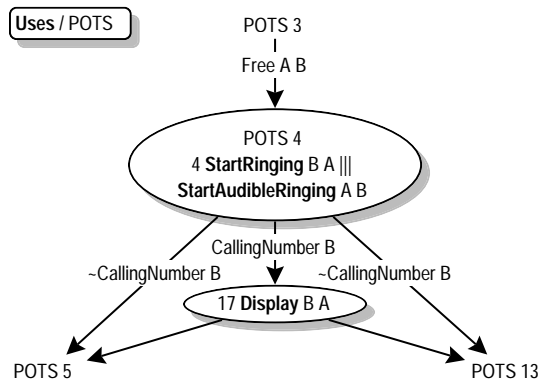 Uses / POTS
POTS 3
Free A B
POTS 4
4 StartRinging B A |||
StartAudibleRinging A B
CallingNumber B
~CallingNumber B
~CallingNumber B
17 Display B A
POTS 5
POTS 13